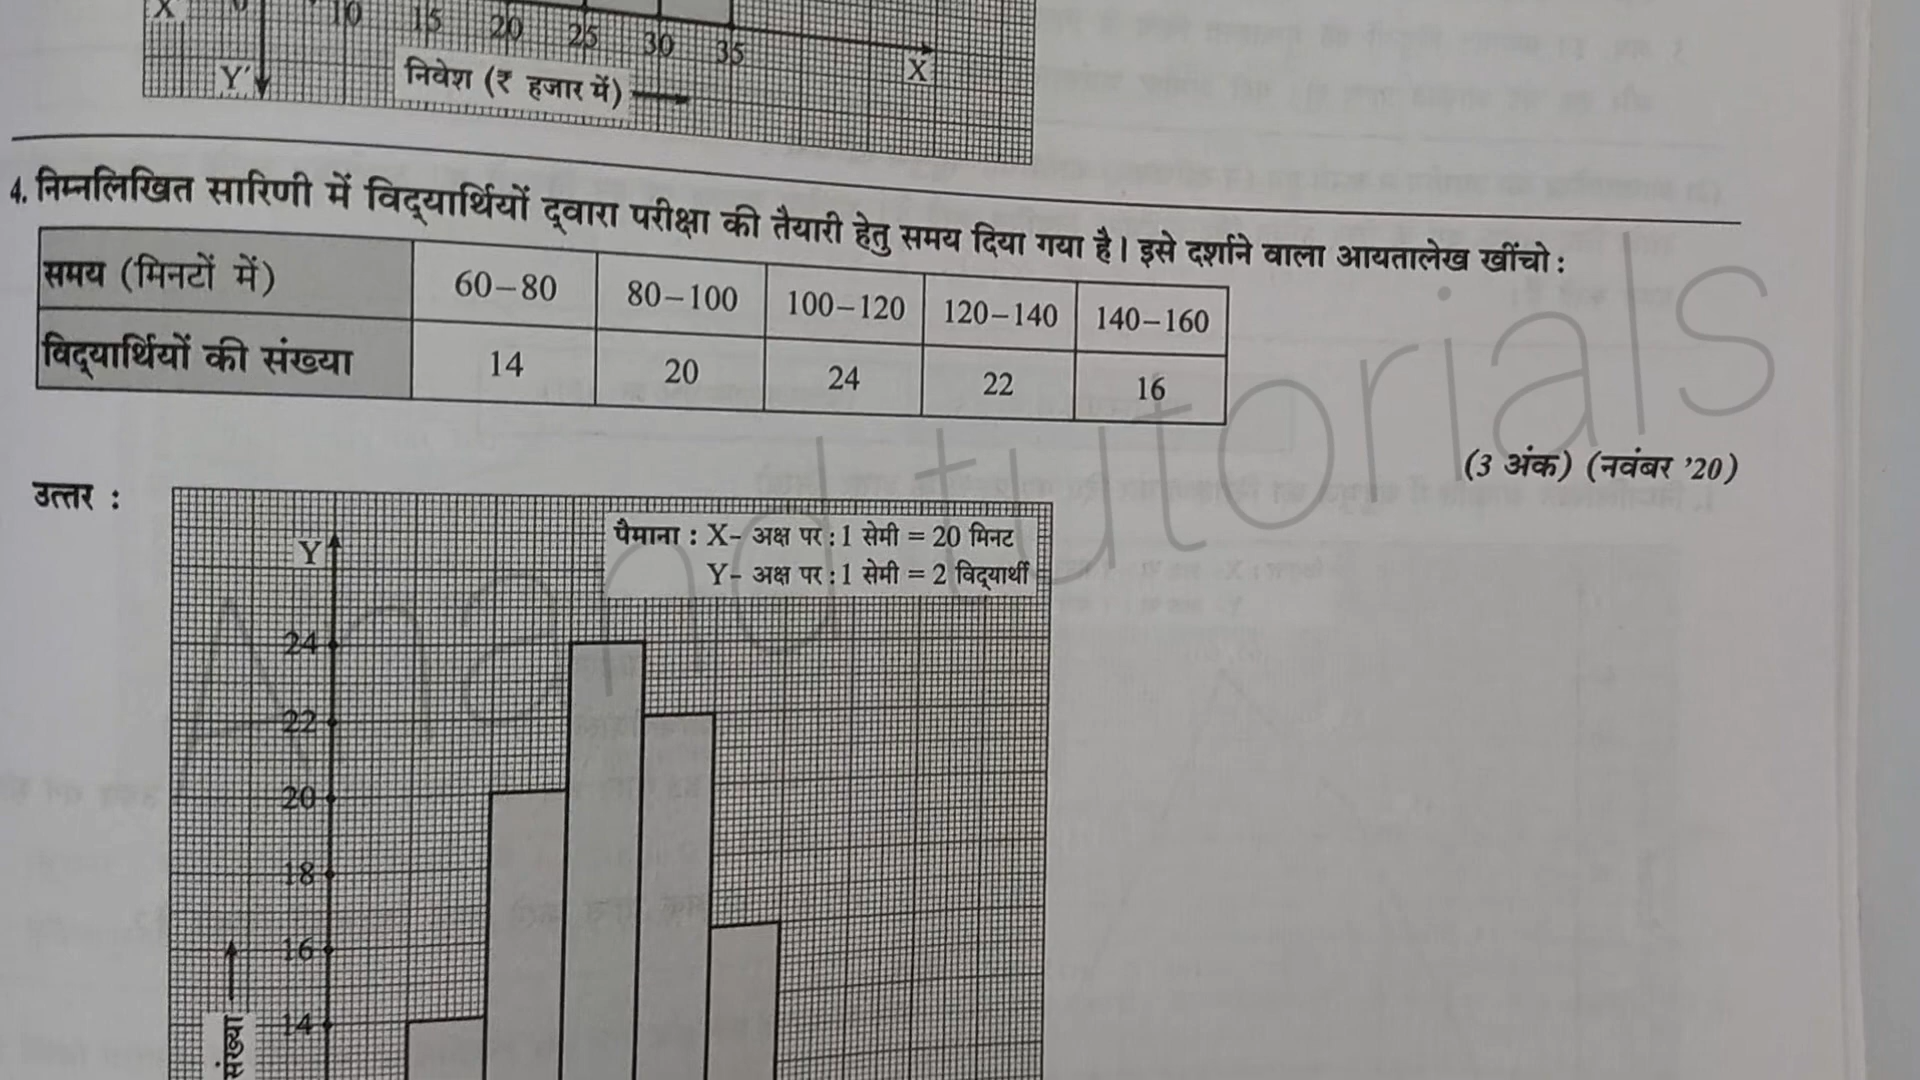 X' 0 10 15 20 25 30 35 X
Y'
निवेश (₹ हजार में)
4. निम्नलिखित सारिणी में विद्यार्थियों द्वारा परीक्षा की तैयारी हेतु समय दिया गया है। इसे दर्शाने वाला आयतालेख खींचो :
समय (मिनटों में) 60–80 80–100 100–120 120–140 140–160
विद्यार्थियों की संख्या 14 20 24 22 16
(3 अंक) (नवंबर '20)
उत्तर :
पैमाना : X– अक्ष पर : 1 सेमी = 20 मिनट
Y– अक्ष पर : 1 सेमी = 2 विद्यार्थी
Y
24
22
20
18
16
14
संख्या
tutorials